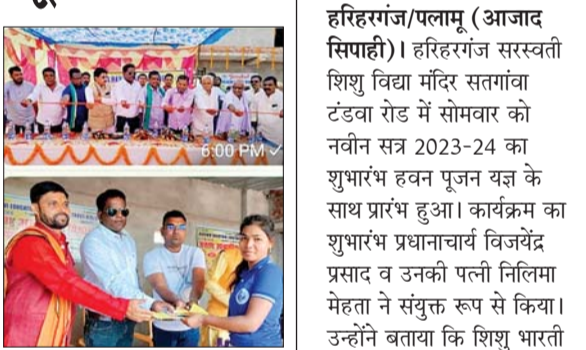 6:00 PM
हरिहरगंज/पलामू (आजाद
सिपाही)। हरिहरगंज सरस्वती
शिशु विद्या मंदिर सतगांवा
टंडवा रोड में सोमवार को
नवीन सत्र 2023-24 का
शुभारंभ हवन पूजन यज्ञ के
साथ प्रारंभ हुआ। कार्यक्रम का
शुभारंभ प्रधानाचार्य विजयेंद्र
प्रसाद व उनकी पत्नी निलिमा
मेहता ने संयुक्त रूप से किया।
उन्होंने बताया कि शिशु भारती